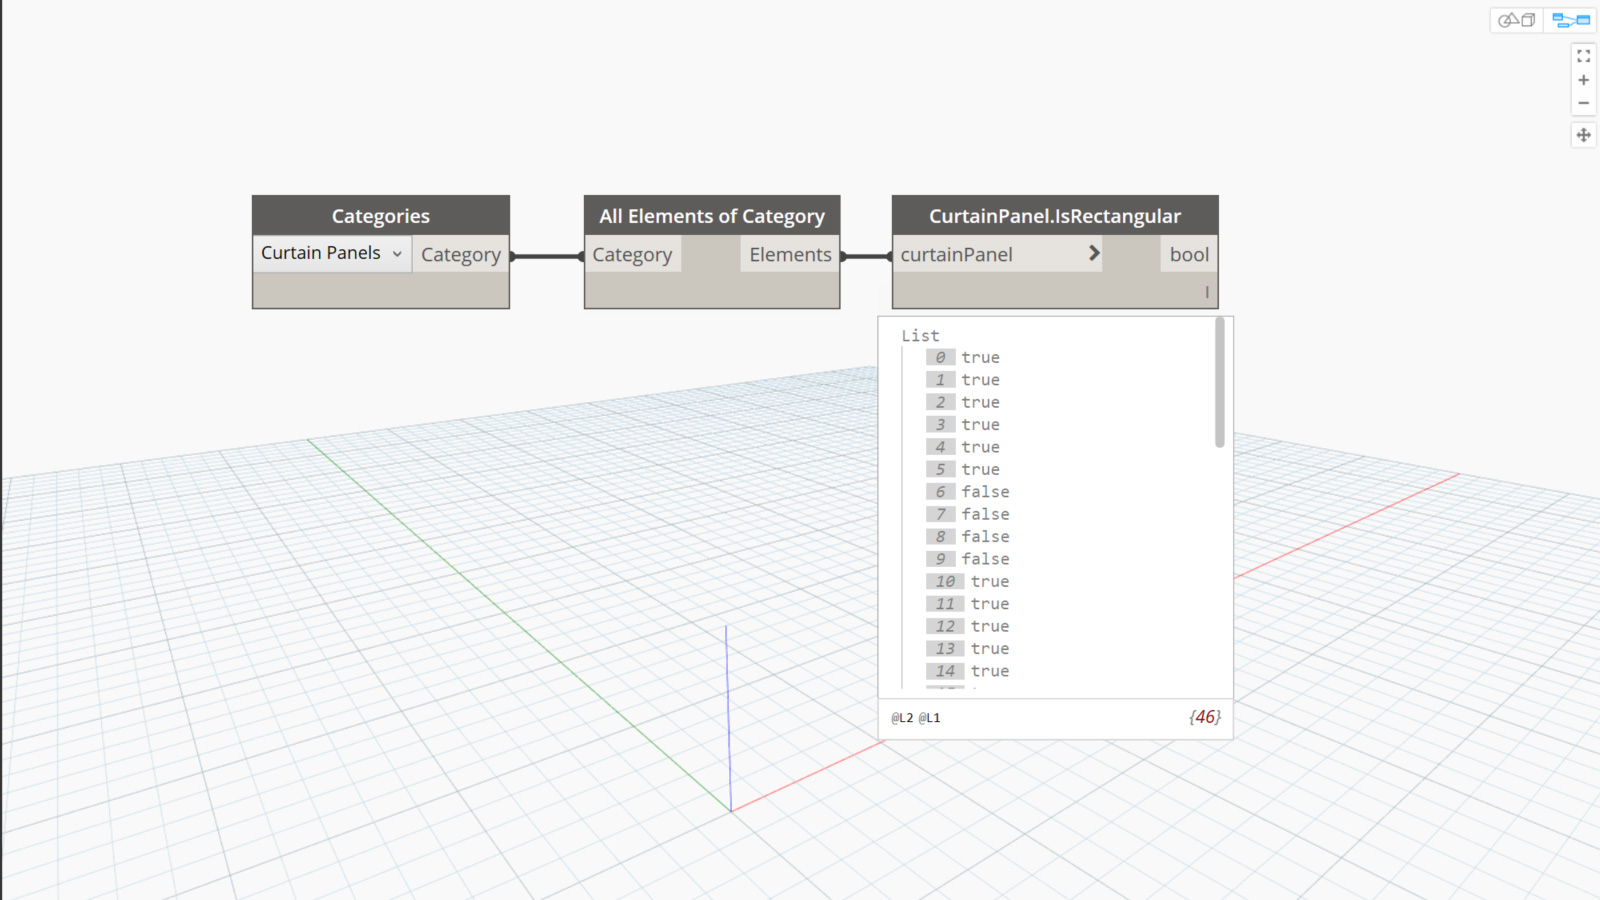 Categories
Curtain Panels Category
All Elements of Category
Category Elements
CurtainPanel.IsRectangular
curtainPanel bool
List
0 true
1 true
2 true
3 true
4 true
5 true
6 false
7 false
8 false
9 false
10 true
11 true
12 true
13 true
14 true
@L2 @L1 {46}